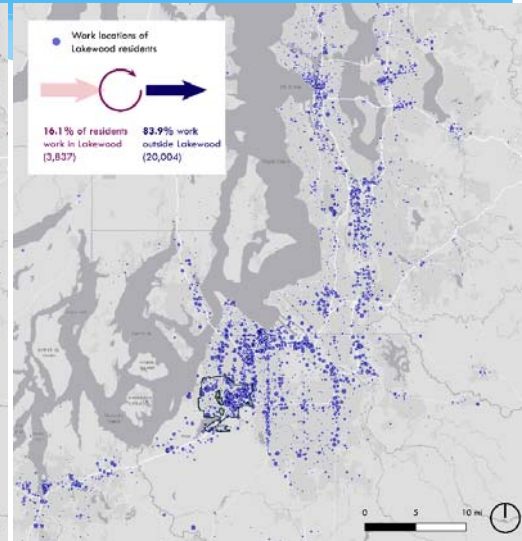 Work locations of
Lakewood residents
16.1% of residents
work in Lakewood
(3,837)
83.9% work
outside Lakewood
(20,004)
0 5 10 mi